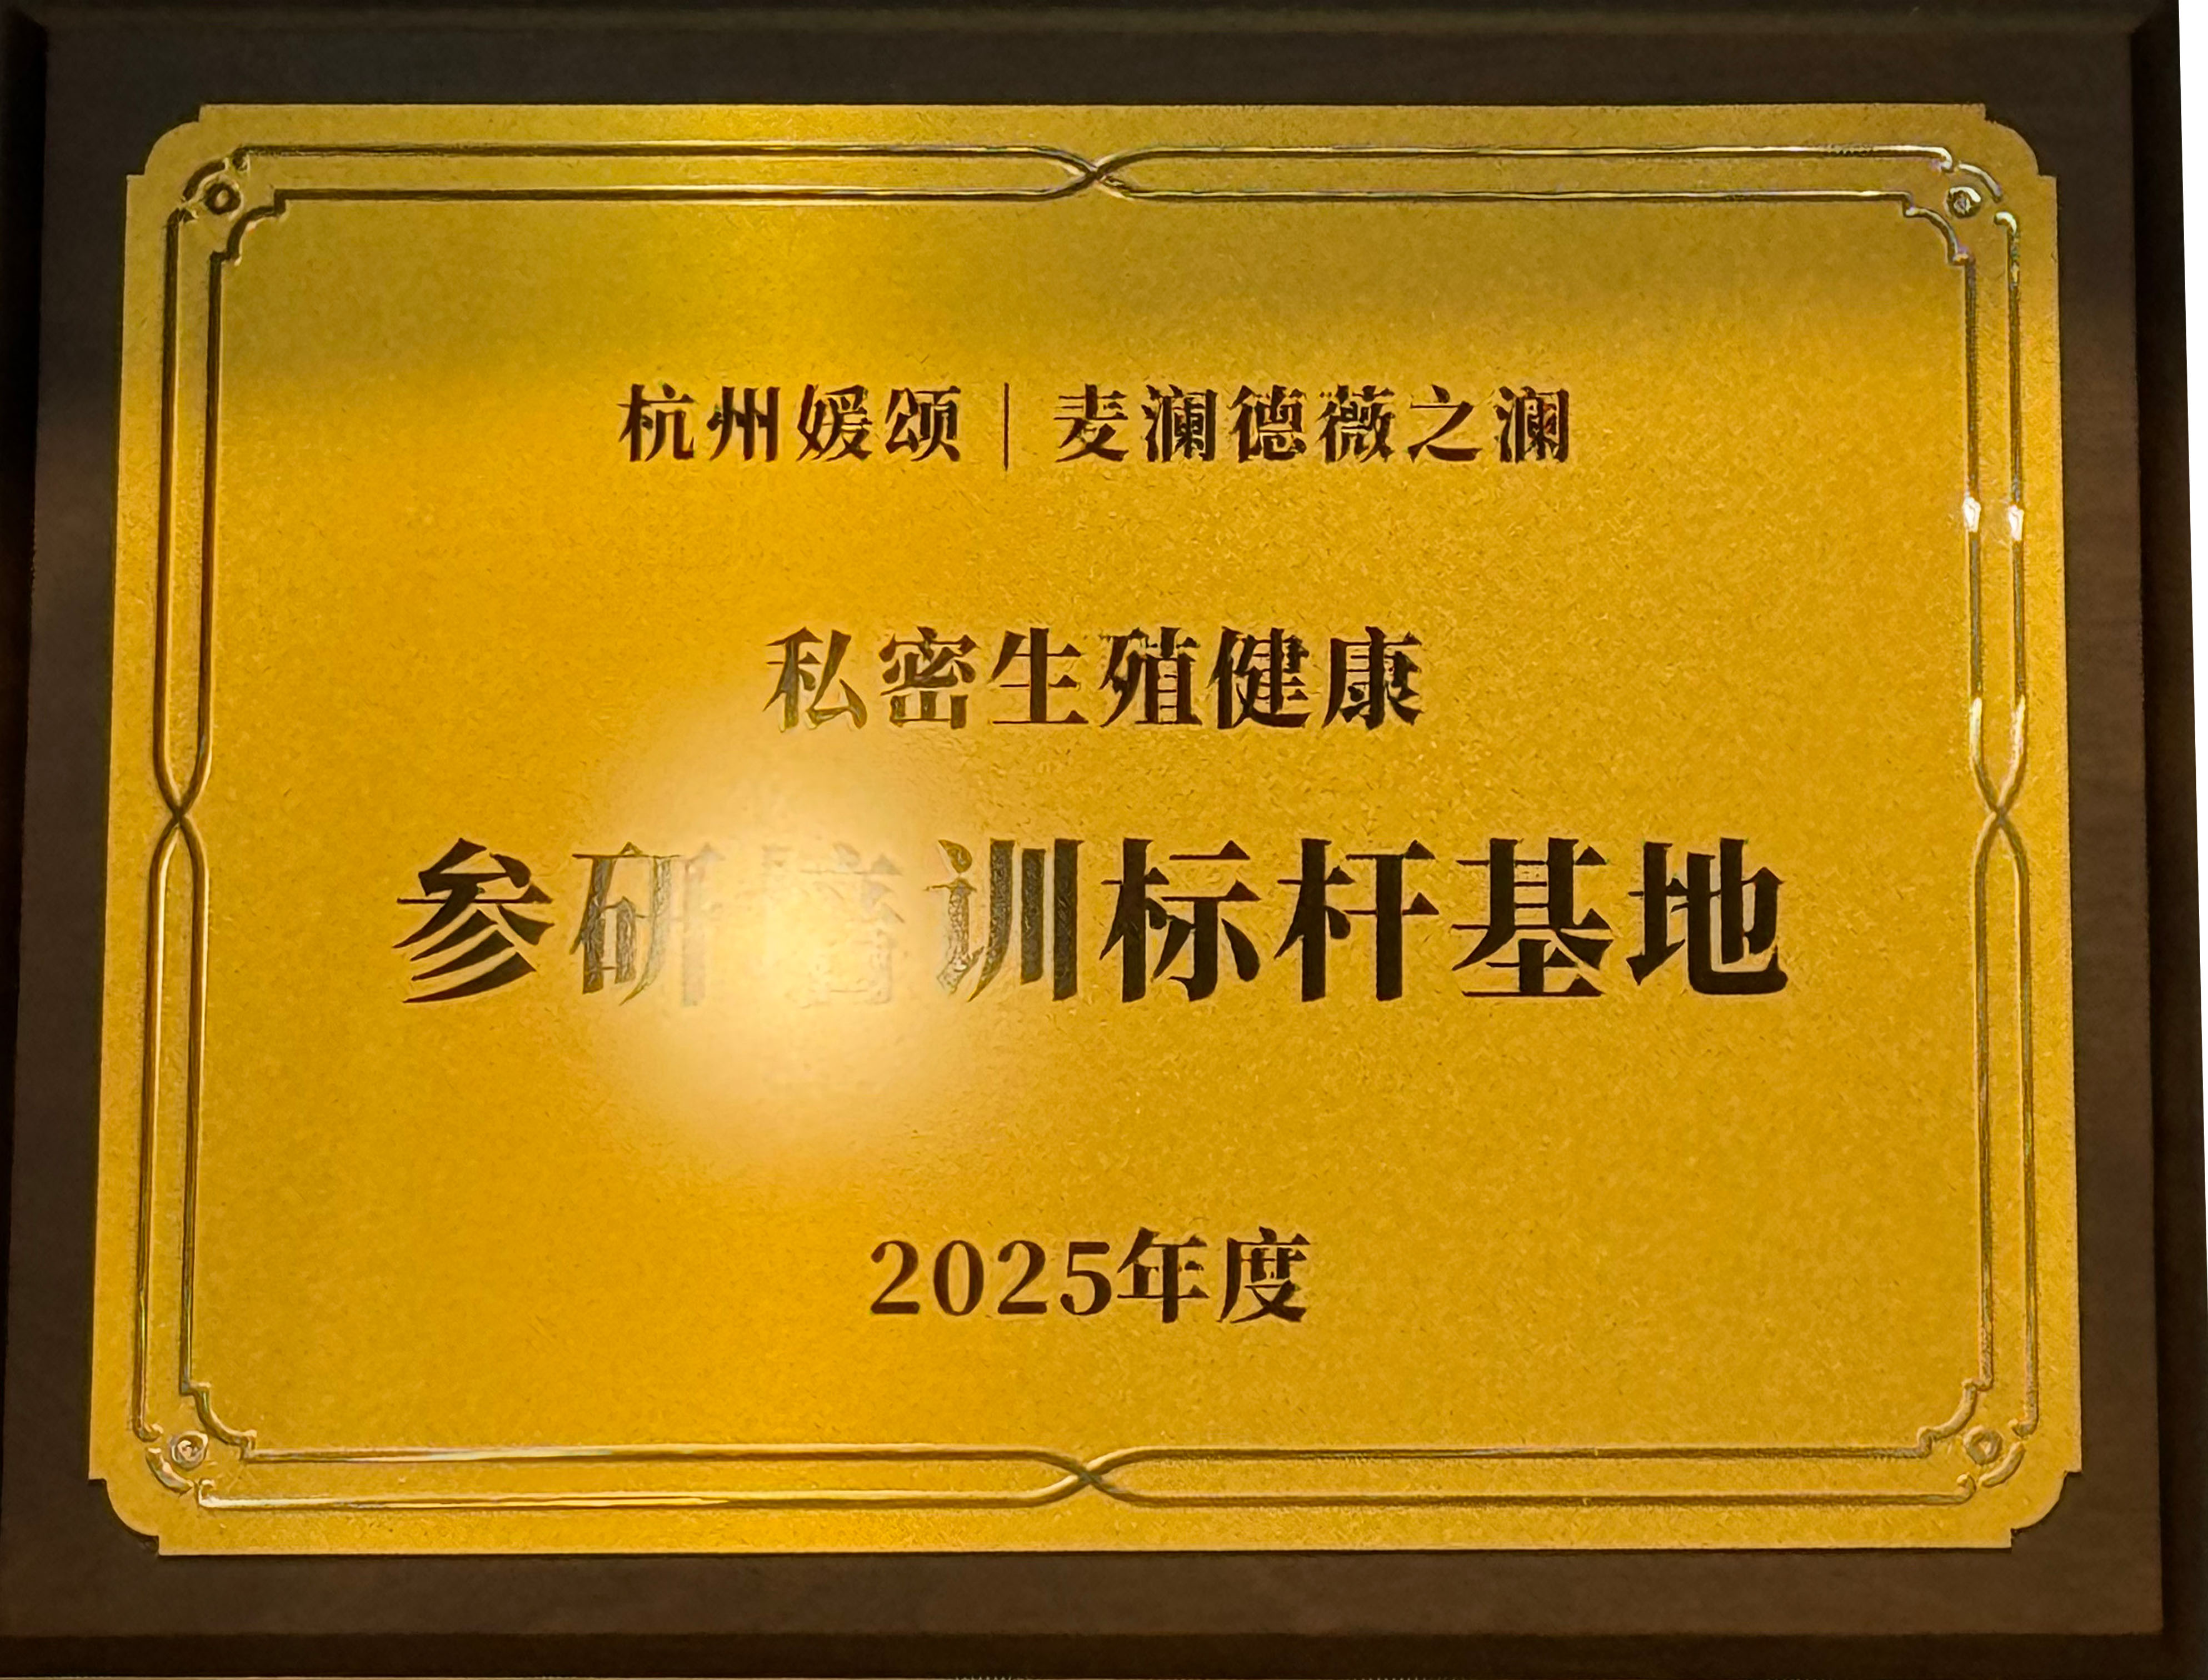 杭州媛颂｜麦澜德薇之澜
私密生殖健康
参研培训标杆基地
2025年度